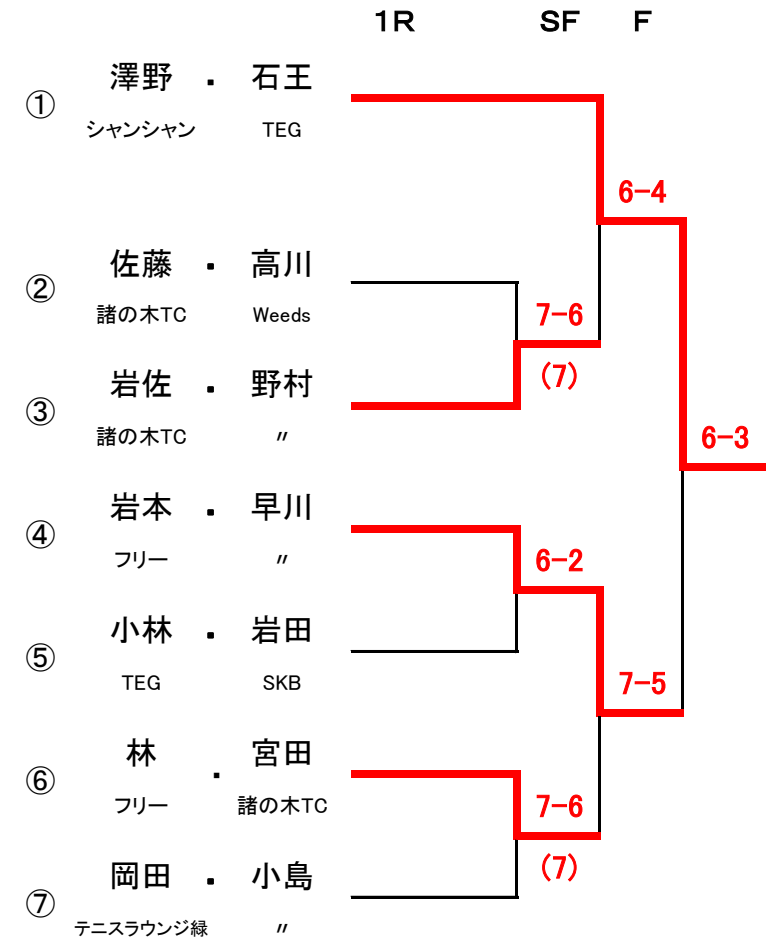 1R SF F
① 澤野 ・ 石王
シャンシャン TEG
6-4
② 佐藤 ・ 高川
諸の木TC Weeds
7-6
(7)
③ 岩佐 ・ 野村
諸の木TC 〃
6-3
④ 岩本 ・ 早川
フリー 〃
6-2
⑤ 小林 ・ 岩田
TEG SKB
7-5
⑥ 林 ・ 宮田
フリー 諸の木TC
7-6
(7)
⑦ 岡田 ・ 小島
テニスラウンジ緑 〃